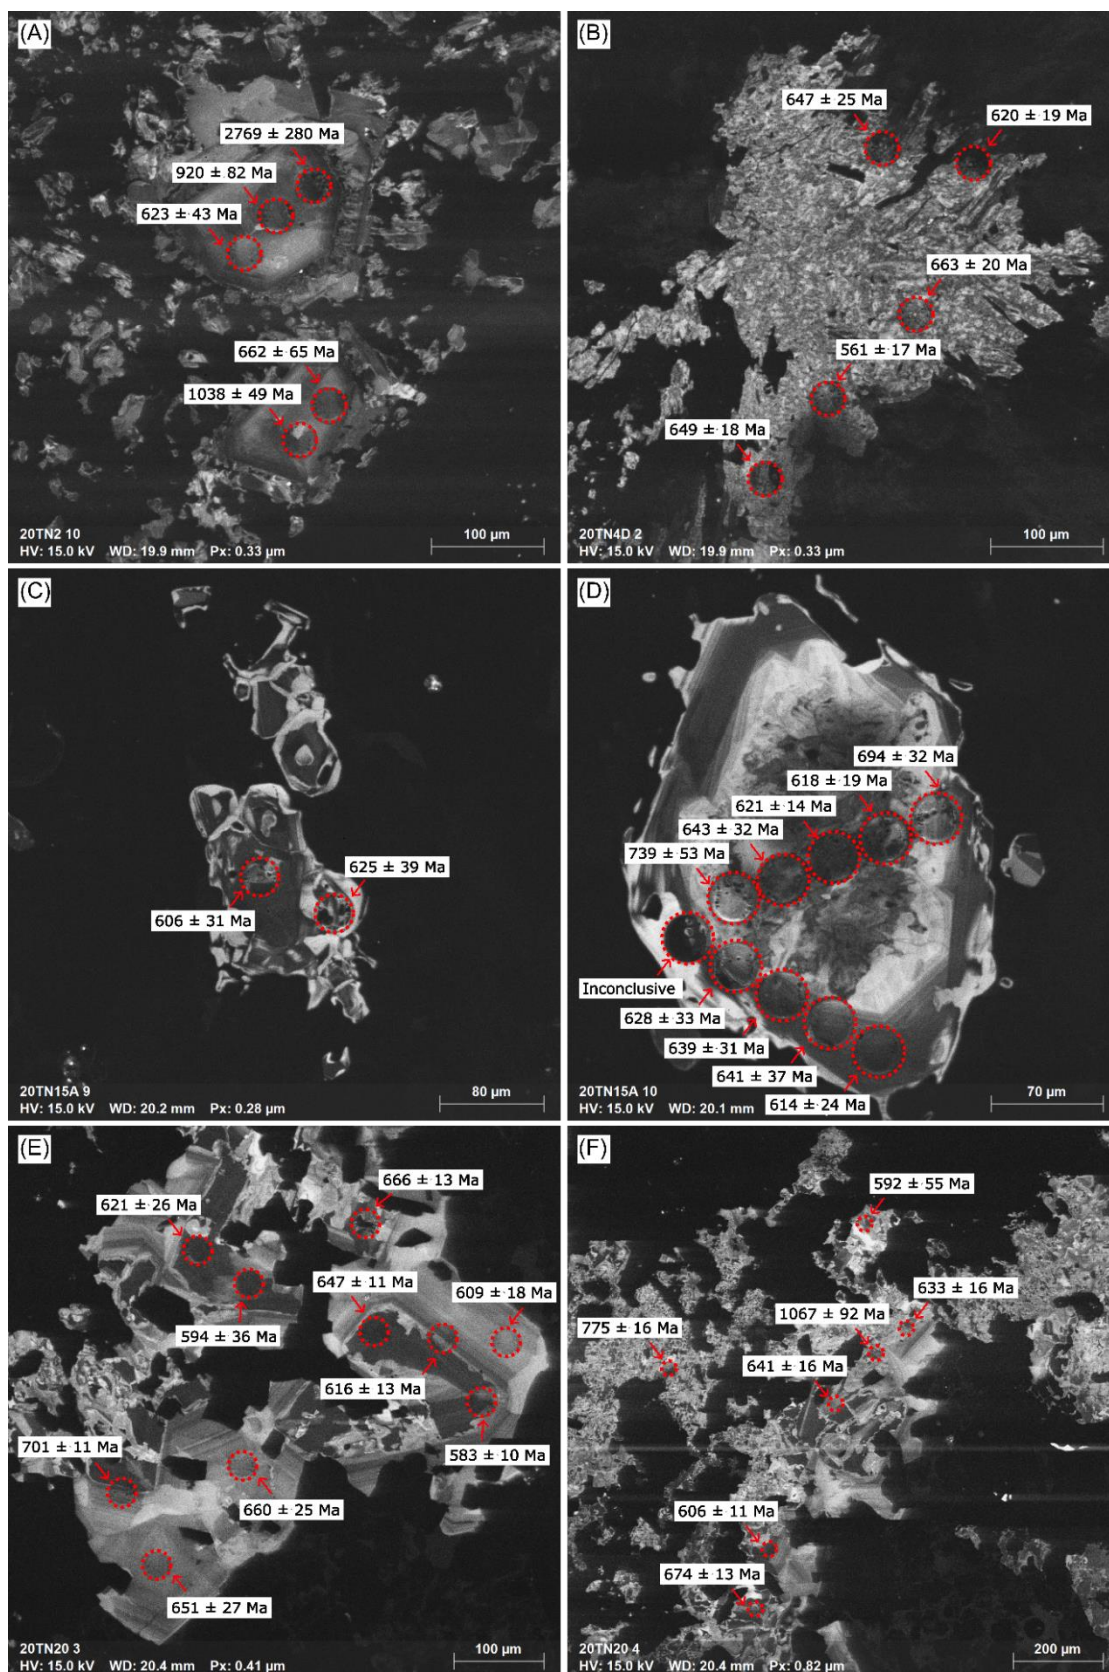 (A)
2769 ± 280 Ma
920 ± 82 Ma
623 ± 43 Ma
662 ± 65 Ma
1038 ± 49 Ma
20TN2 10
HV: 15.0 kV WD: 19.9 mm Px: 0.33 µm
100 µm
(B)
647 ± 25 Ma
620 ± 19 Ma
663 ± 20 Ma
561 ± 17 Ma
649 ± 18 Ma
20TN4D 2
HV: 15.0 kV WD: 19.9 mm Px: 0.33 µm
100 µm
(C)
625 ± 39 Ma
606 ± 31 Ma
20TN15A 9
HV: 15.0 kV WD: 20.2 mm Px: 0.28 µm
80 µm
(D)
694 ± 32 Ma
618 ± 19 Ma
621 ± 14 Ma
643 ± 32 Ma
739 ± 53 Ma
Inconclusive
628 ± 33 Ma
639 ± 31 Ma
641 ± 37 Ma
614 ± 24 Ma
20TN15A 10
HV: 15.0 kV WD: 20.1 mm Px: 0.28 µm
70 µm
(E)
666 ± 13 Ma
621 ± 26 Ma
647 ± 11 Ma
609 ± 18 Ma
594 ± 36 Ma
616 ± 13 Ma
701 ± 11 Ma
583 ± 10 Ma
660 ± 25 Ma
651 ± 27 Ma
20TN20 3
HV: 15.0 kV WD: 20.4 mm Px: 0.41 µm
100 µm
(F)
592 ± 55 Ma
633 ± 16 Ma
1067 ± 92 Ma
775 ± 16 Ma
641 ± 16 Ma
606 ± 11 Ma
674 ± 13 Ma
20TN20 4
HV: 15.0 kV WD: 20.4 mm Px: 0.82 µm
200 µm